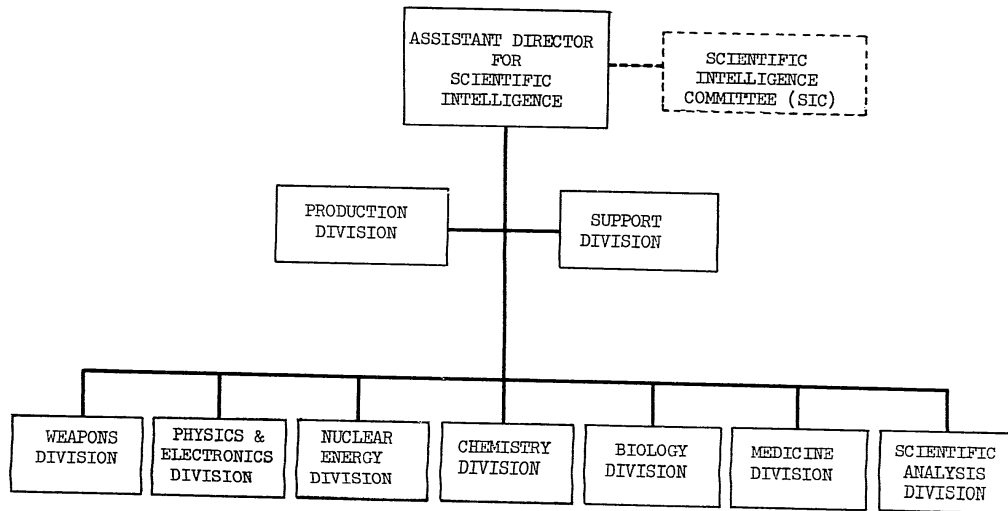 ASSISTANT DIRECTOR
FOR
SCIENTIFIC
INTELLIGENCE
SCIENTIFIC
INTELLIGENCE
COMMITTEE (SIC)
PRODUCTION
DIVISION
SUPPORT
DIVISION
WEAPONS
DIVISION
PHYSICS &
ELECTRONICS
DIVISION
NUCLEAR
ENERGY
DIVISION
CHEMISTRY
DIVISION
BIOLOGY
DIVISION
MEDICINE
DIVISION
SCIENTIFIC
ANALYSIS
DIVISION